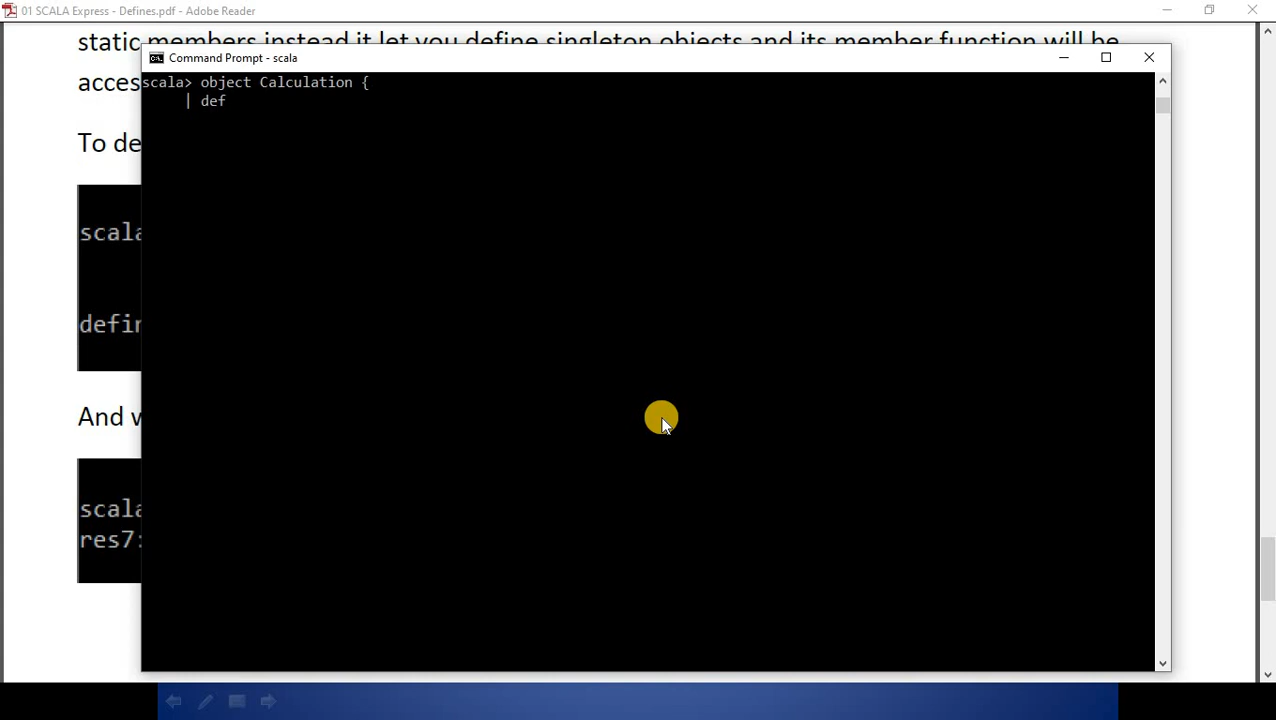 01 SCALA Express - Defines.pdf - Adobe Reader
static members instead it let you define singleton objects and its member function will be
Command Prompt - scala
acces
scala> object Calculation {
| def
To de
scala
defin
And w
scala
res7: